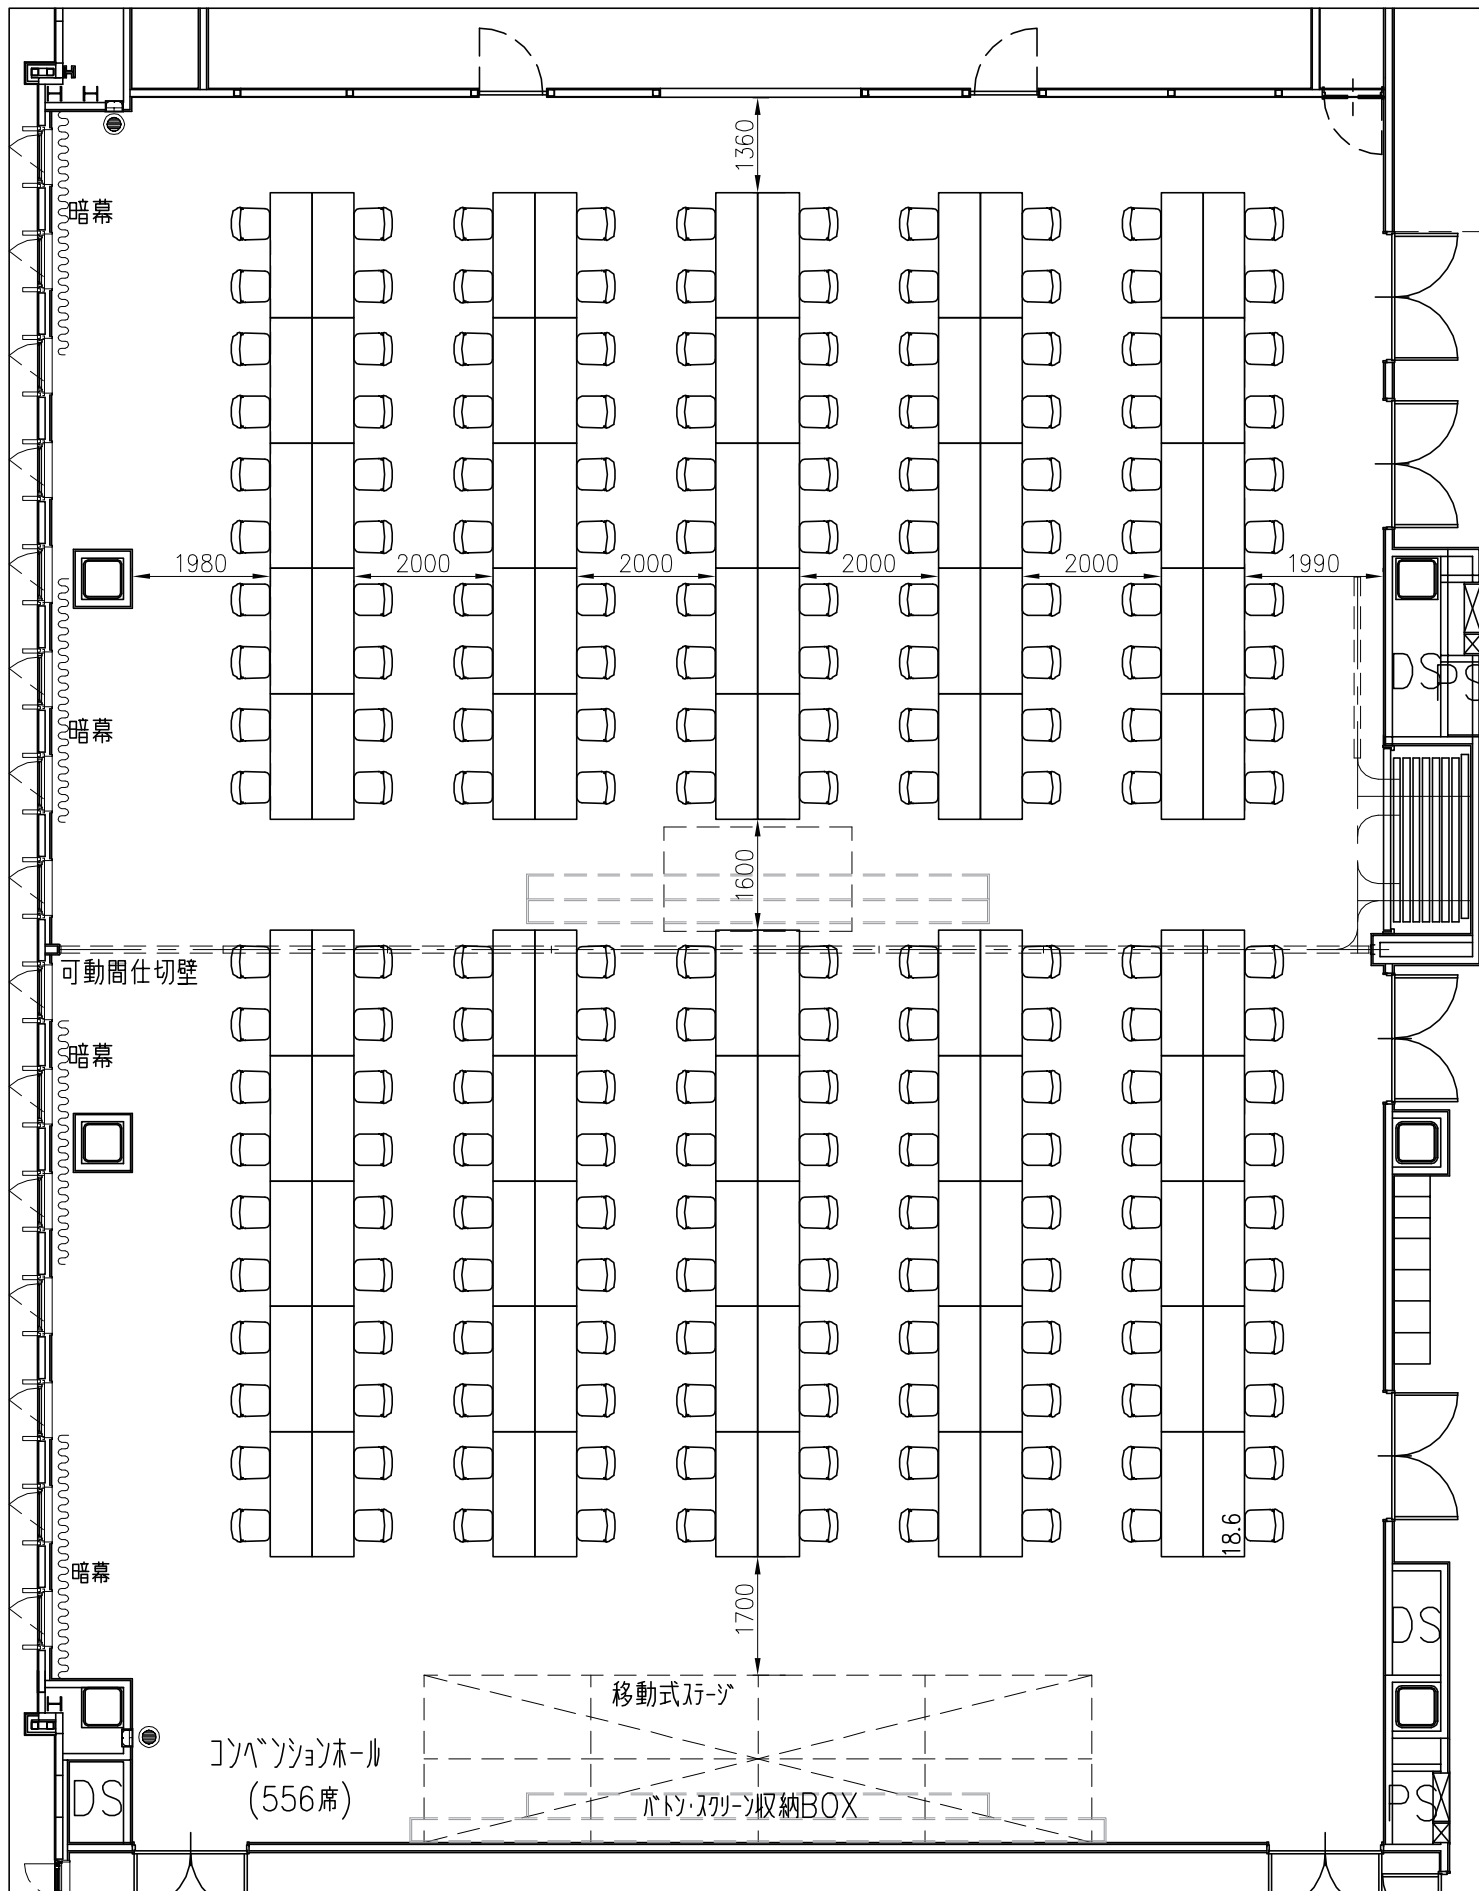 1360
暗幕
1980
2000
2000
2000
2000
1990
DS
PS
暗幕
1600
可動間仕切壁
暗幕
18.6
暗幕
1700
DS
移動式ステージ
コンベンションホール
(556席)
DS
バトン・スクリーン収納BOX
PS